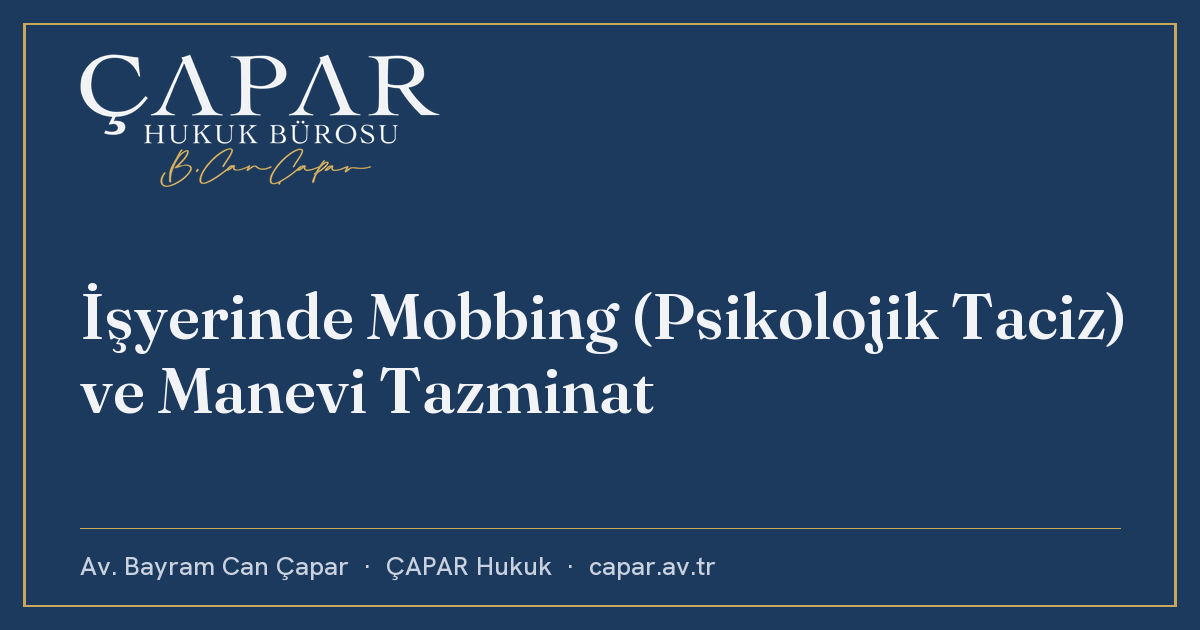 ÇAPAR
HUKUK BÜROSU
B.Can Çapar
İşyerinde Mobbing (Psikolojik Taciz)
ve Manevi Tazminat
Av. Bayram Can Çapar · ÇAPAR Hukuk · capar.av.tr